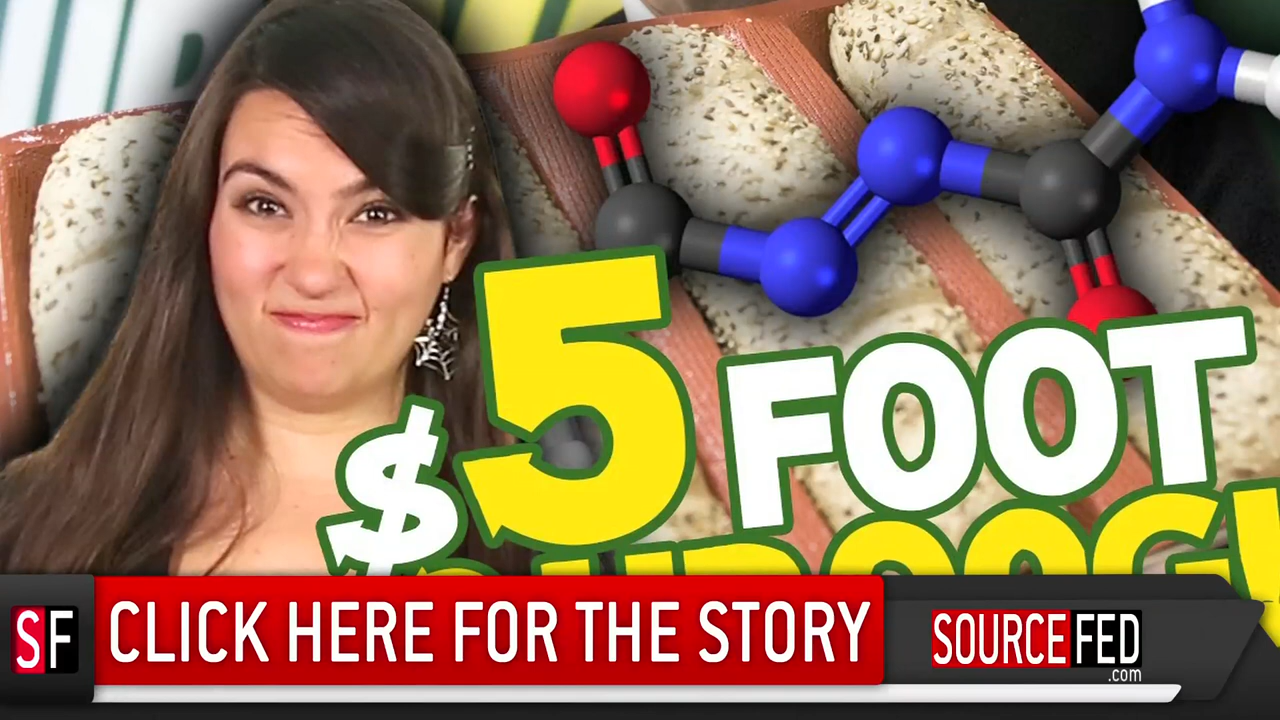 $5 FOOT
SF
CLICK HERE FOR THE STORY
SOURCEFED
.com